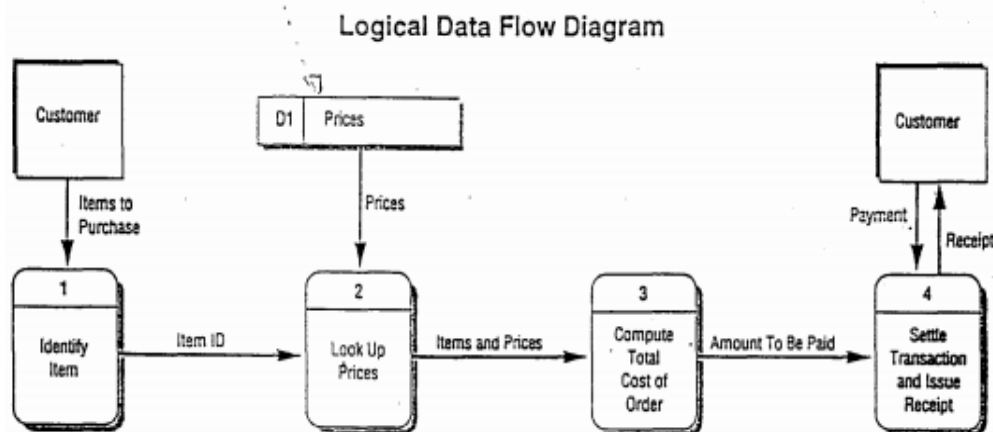 Logical Data Flow Diagram
Customer
D1 Prices
Customer
Items to
Purchase
Prices
Payment
Receipt
1
Identify
Item
Item ID
2
Look Up
Prices
Items and Prices
3
Compute
Total
Cost of
Order
Amount To Be Paid
4
Settle
Transaction
and Issue
Receipt